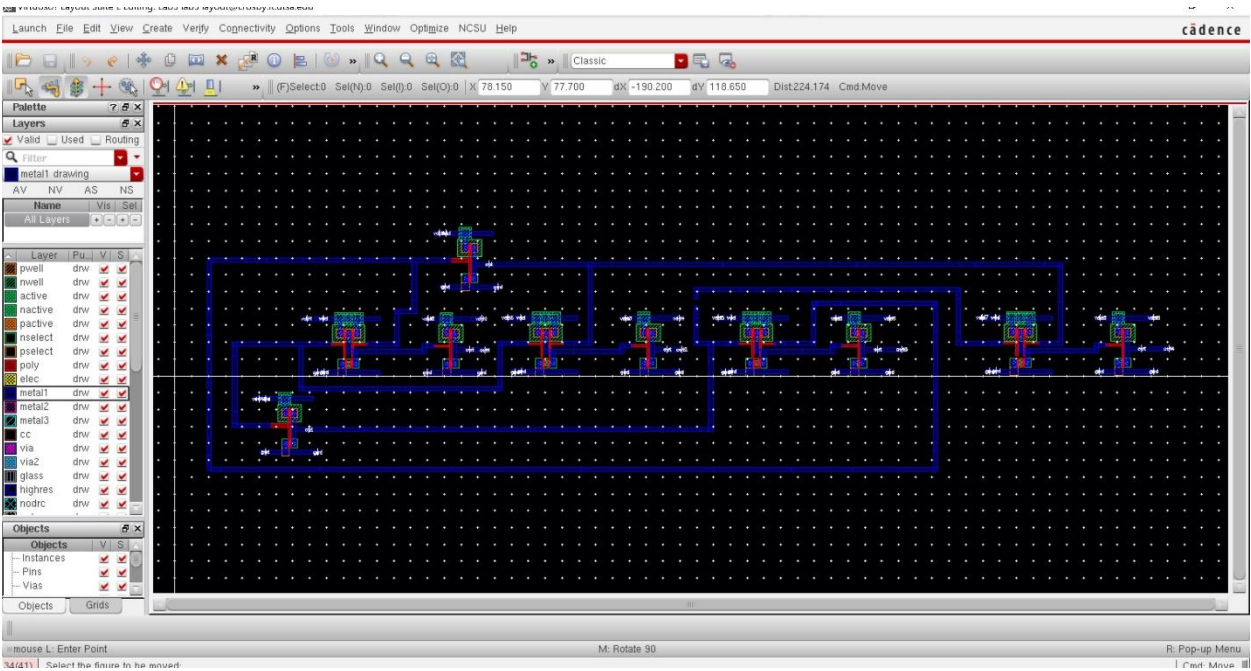 Launch File Edit View Create Verify Connectivity Options Tools Window Optimize NCSU Help
cādence
» » Classic
» (F)Select:0 Sel(N):0 Sel(I):0 Sel(O):0 X 78.150 Y 77.700 dX -190.200 dY 118.650 Dist:224.174 Cmd:Move
Palette
Layers
Valid Used Routing
Filter
metal1 drawing
AV NV AS NS
Name Vis Sel
All Layers
Layer Pu... V S
pwell drw
nwell drw
active drw
nactive drw
pactive drw
nselect drw
pselect drw
poly drw
elec drw
metal1 drw
metal2 drw
metal3 drw
cc drw
via drw
via2 drw
glass drw
highres drw
nodrc drw
Objects
Objects V S
Instances
Pins
Vias
Objects Grids
mouse L: Enter Point M: Rotate 90 R: Pop-up Menu
34(41) Select the figure to be moved: Cmd: Move